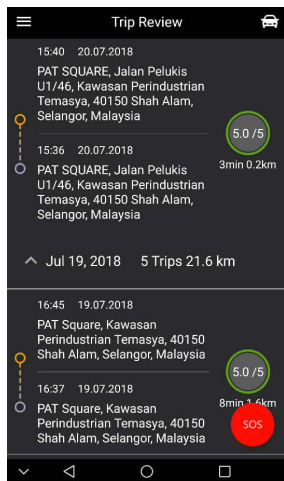 Trip Review
15:40 20.07.2018
PAT SQUARE, Jalan Pelukis
U1/46, Kawasan Perindustrian
Temasya, 40150 Shah Alam,
Selangor, Malaysia
5.0 /5
3min 0.2km
15:36 20.07.2018
PAT SQUARE, Jalan Pelukis
U1/46, Kawasan Perindustrian
Temasya, 40150 Shah Alam,
Selangor, Malaysia
Jul 19, 2018 5 Trips 21.6 km
16:45 19.07.2018
PAT Square, Kawasan
Perindustrian Temasya, 40150
Shah Alam, Selangor, Malaysia
5.0 /5
8min 1.6km
16:37 19.07.2018
PAT Square, Kawasan
Perindustrian Temasya, 40150
Shah Alam, Selangor, Malaysia
SOS